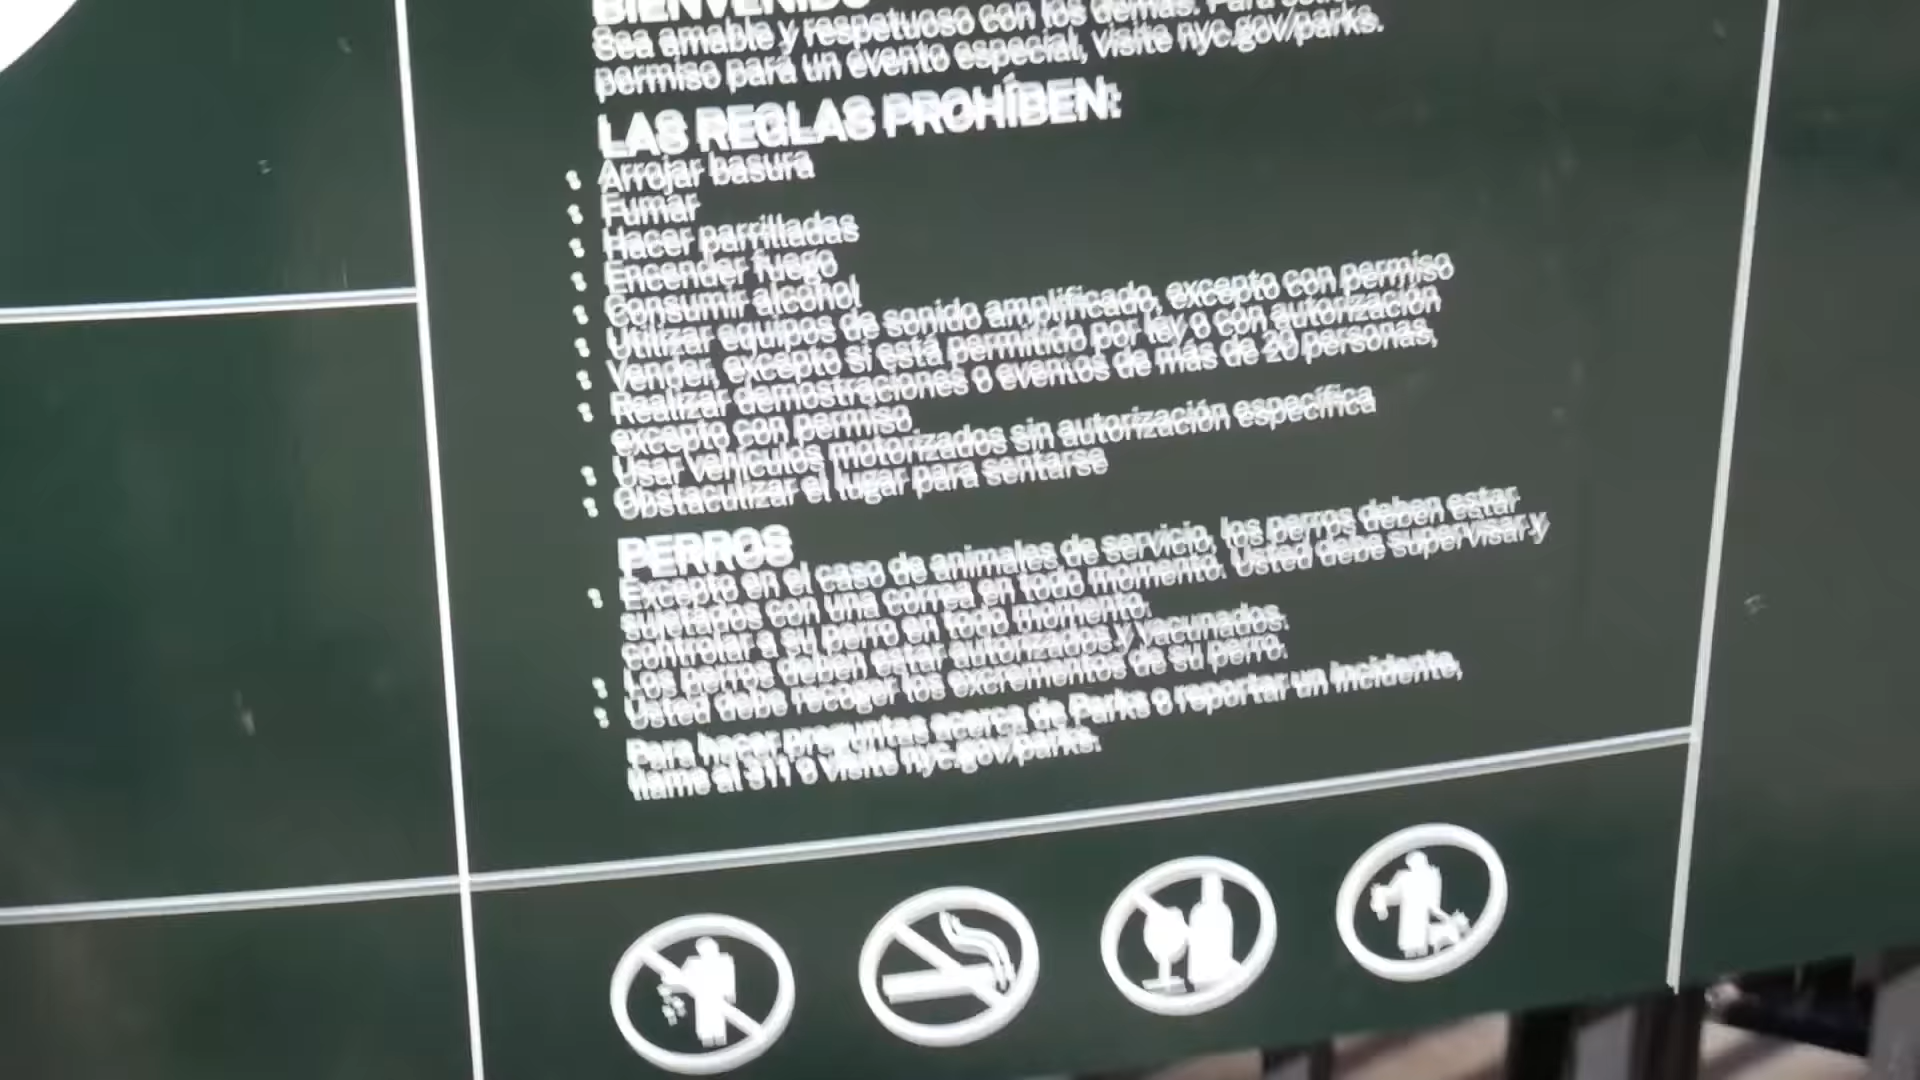 BIENVENIDO
Sea amable y respetuoso con los demás. Para
permiso para un evento especial, visite nyc.gov/parks.
LAS REGLAS PROHÍBEN:
• Arrojar basura
• Fumar
• Hacer parrilladas
• Encender fuego
• Consumir alcohol
• Utilizar equipos de sonido amplificado, excepto con permiso
• Vender, excepto si está permitido por ley o con autorización
• Realizar demostraciones o eventos de más de 20 personas,
excepto con permiso
• Usar vehículos motorizados sin autorización específica
• Obstaculizar el lugar para sentarse
PERROS
• Excepto en el caso de animales de servicio, los perros deben estar
sujetados con una correa en todo momento. Usted debe supervisar y
controlar a su perro en todo momento.
• Los perros deben estar autorizados y vacunados.
• Usted debe recoger los excrementos de su perro.
Para hacer preguntas acerca de Parks o reportar un incidente,
llame al 311 o visite nyc.gov/parks.